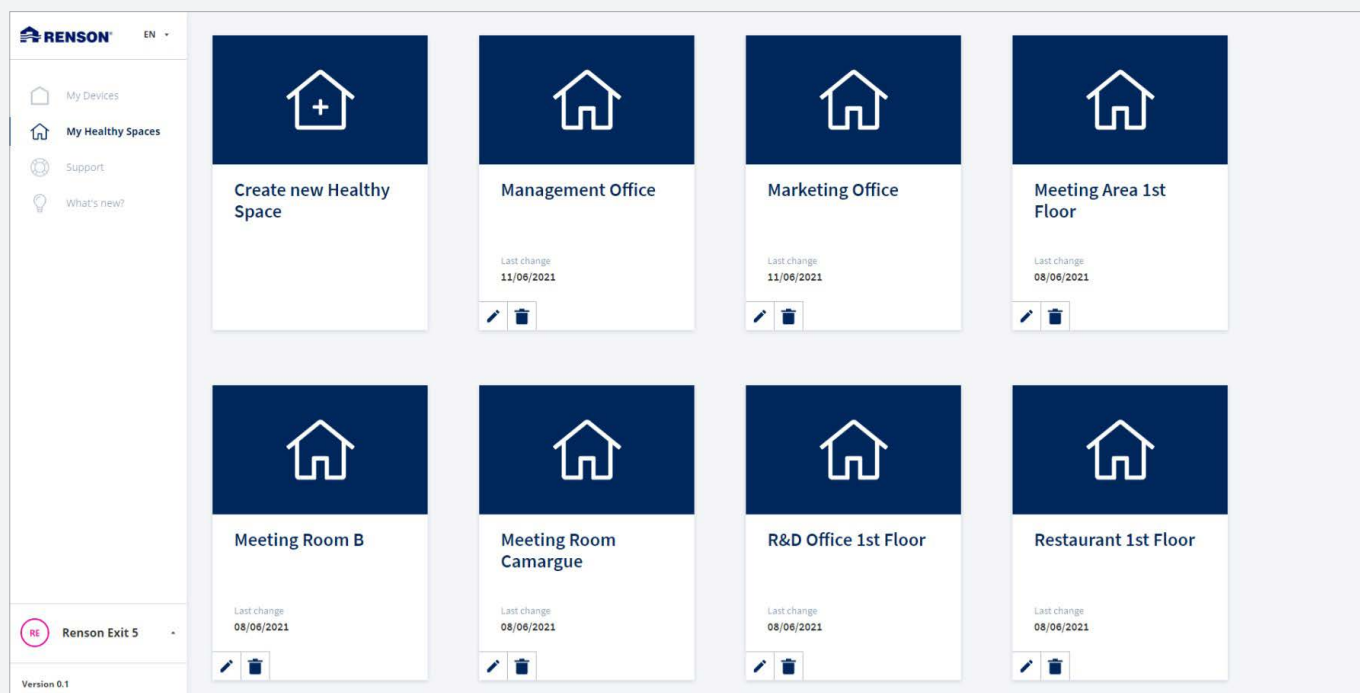 RENSON
EN
My Devices
My Healthy Spaces
Support
What's new?
Create new Healthy
Space
Management Office
Last change
11/06/2021
Marketing Office
Last change
11/06/2021
Meeting Area 1st
Floor
Last change
08/06/2021
Meeting Room B
Last change
08/06/2021
Meeting Room
Camargue
Last change
08/06/2021
R&D Office 1st Floor
Last change
08/06/2021
Restaurant 1st Floor
Last change
08/06/2021
RE
Renson Exit 5
Version 0.1